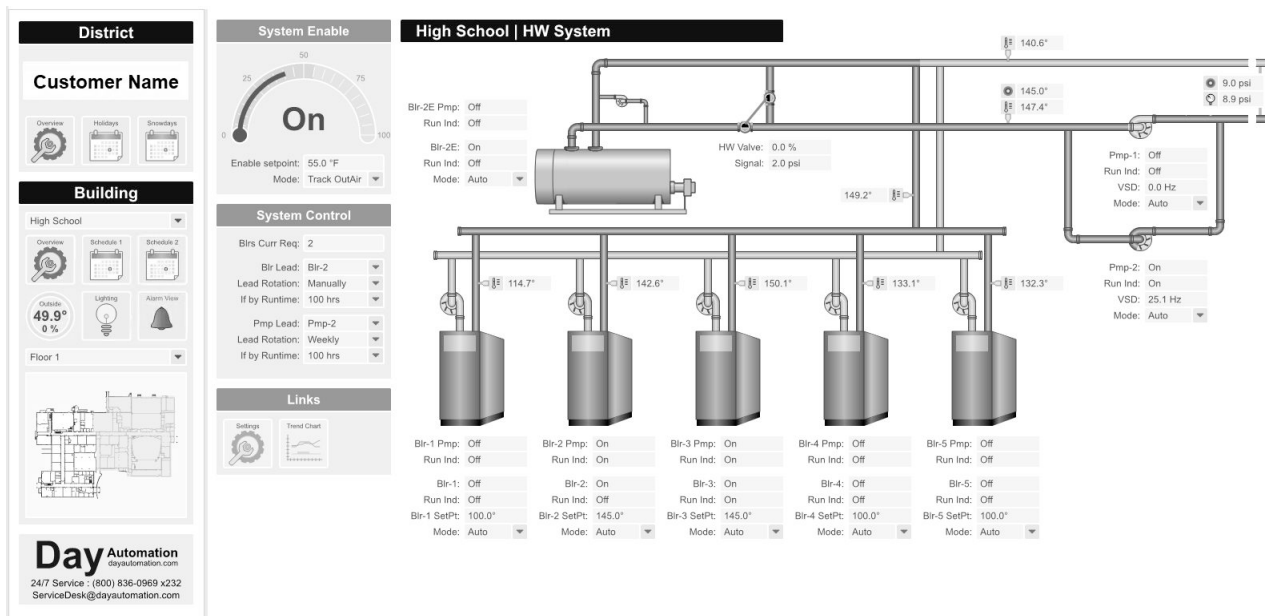 District
Customer Name
Overview
Holidays
Snowdays
Building
High School
Overview
Schedule 1
Schedule 2
Outside
49.9°
0 %
Lighting
Alarm View
Floor 1
Day Automation
dayautomation.com
24/7 Service : (800) 836-0969 x232
ServiceDesk@dayautomation.com
System Enable
0
25
50
75
100
On
Enable setpoint: 55.0 °F
Mode: Track OutAir
System Control
Blrs Curr Req: 2
Blr Lead: Blr-2
Lead Rotation: Manually
If by Runtime: 100 hrs
Pmp Lead: Pmp-2
Lead Rotation: Weekly
If by Runtime: 100 hrs
Links
Settings
Trend Chart
High School | HW System
140.6°
145.0°
147.4°
9.0 psi
8.9 psi
Blr-2E Pmp: Off
Run Ind: Off
Blr-2E: On
Run Ind: Off
Mode: Auto
HW Valve: 0.0 %
Signal: 2.0 psi
149.2°
Pmp-1: Off
Run Ind: Off
VSD: 0.0 Hz
Mode: Auto
Pmp-2: On
Run Ind: On
VSD: 25.1 Hz
Mode: Auto
114.7°
142.6°
150.1°
133.1°
132.3°
Blr-1 Pmp: Off
Run Ind: Off
Blr-1: Off
Run Ind: Off
Blr-1 SetPt: 100.0°
Mode: Auto
Blr-2 Pmp: On
Run Ind: On
Blr-2: On
Run Ind: Off
Blr-2 SetPt: 145.0°
Mode: Auto
Blr-3 Pmp: On
Run Ind: On
Blr-3: On
Run Ind: On
Blr-3 SetPt: 145.0°
Mode: Auto
Blr-4 Pmp: Off
Run Ind: Off
Blr-4: Off
Run Ind: Off
Blr-4 SetPt: 100.0°
Mode: Auto
Blr-5 Pmp: Off
Run Ind: Off
Blr-5: Off
Run Ind: Off
Blr-5 SetPt: 100.0°
Mode: Auto